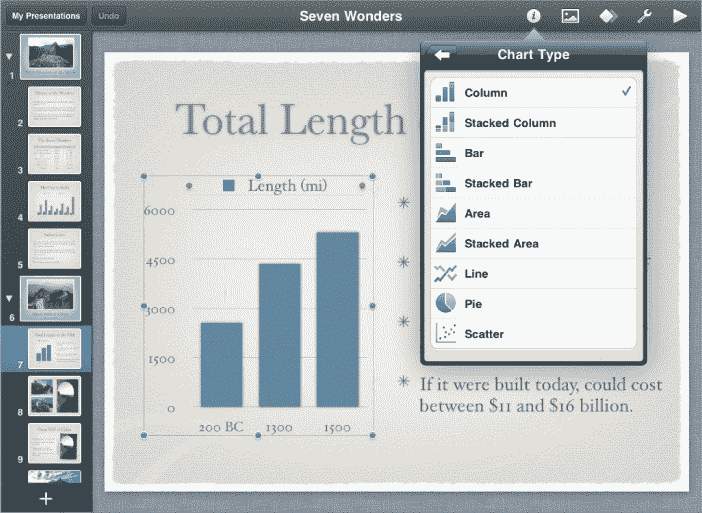 My Presentations
Undo
Seven Wonders
Chart Type
Column
Stacked Column
Bar
Stacked Bar
Area
Stacked Area
Line
Pie
Scatter
1
2
3
4
5
6
7
8
9
Total Length
Length (mi)
6000
4500
3000
1500
0
200 BC 1300 1500
If it were built today, could cost
between $11 and $16 billion.